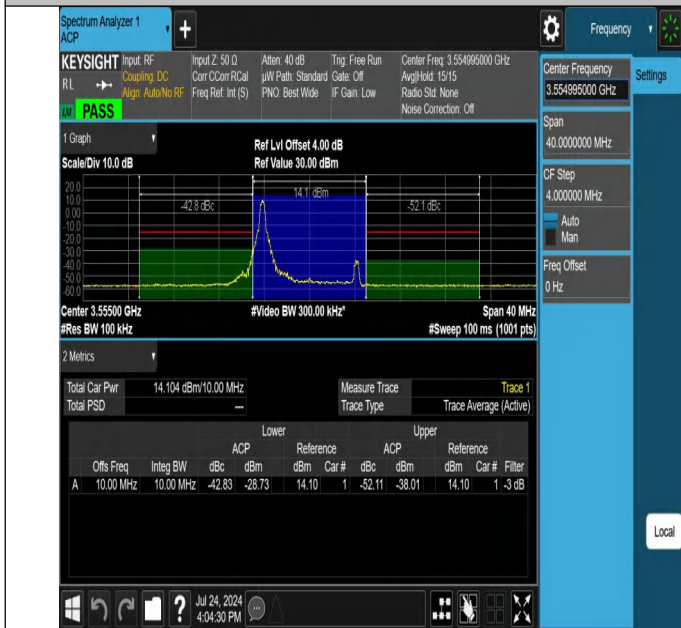 Spectrum Analyzer 1
ACP
Frequency
KEYSIGHT
Input: RF
Coupling: DC
Align: Auto/No RF
Input Z: 50 Ω
Corr CCorr RCal
Freq Ref: Int (S)
Atten: 40 dB
µW Path: Standard
PNO: Best Wide
Trig: Free Run
Gate: Off
IF Gain: Low
Center Freq: 3.554995000 GHz
Avg|Hold: 15/15
Radio Std: None
Noise Correction: Off
RL
LXI
PASS
Center Frequency
3.554995000 GHz
Settings
Span
40.0000000 MHz
CF Step
4.000000 MHz
Auto
Man
Freq Offset
0 Hz
1 Graph
Scale/Div 10.0 dB
Ref Lvl Offset 4.00 dB
Ref Value 30.00 dBm
20.0
10.0
0.00
-10.0
-20.0
-30.0
-40.0
-50.0
-60.0
-42.8 dBc
14.1 dBm
-52.1 dBc
Center 3.55500 GHz
#Video BW 300.00 kHz*
Span 40 MHz
#Res BW 100 kHz
#Sweep 100 ms (1001 pts)
2 Metrics
Total Car Pwr 14.104 dBm/10.00 MHz
Total PSD ---
Measure Trace Trace 1
Trace Type Trace Average (Active)
Lower Upper
ACP Reference ACP Reference
Offs Freq Integ BW dBc dBm dBm Car # dBc dBm dBm Car # Filter
A 10.00 MHz 10.00 MHz -42.83 -28.73 14.10 1 -52.11 -38.01 14.10 1 -3 dB
Local
Jul 24, 2024
4:04:30 PM